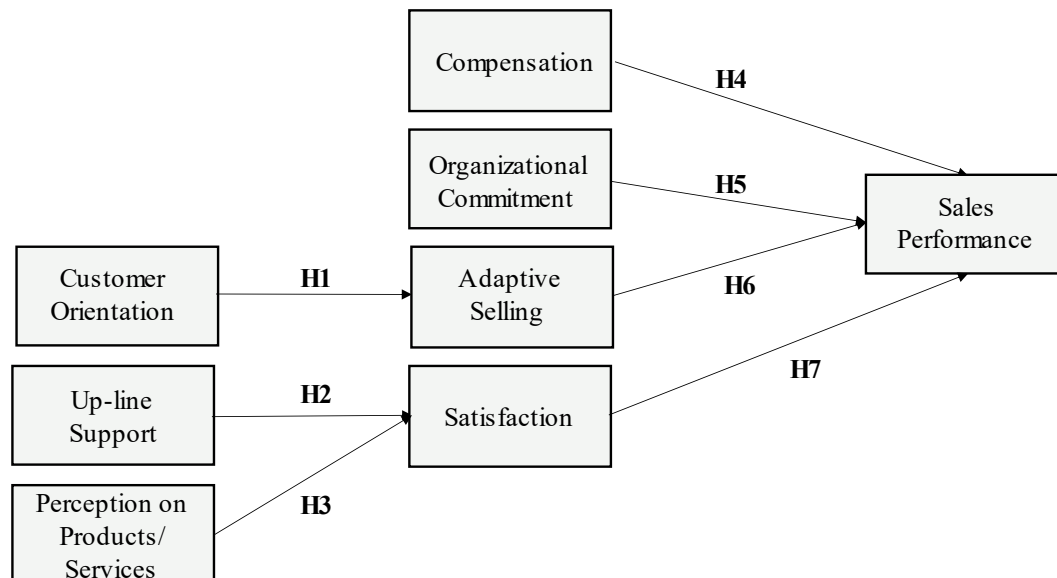 Compensation
H4
Organizational
Commitment
H5
Sales
Performance
Customer
Orientation
H1
Adaptive
Selling
H6
Up-line
Support
H2
Satisfaction
H7
Perception on
Products/
Services
H3